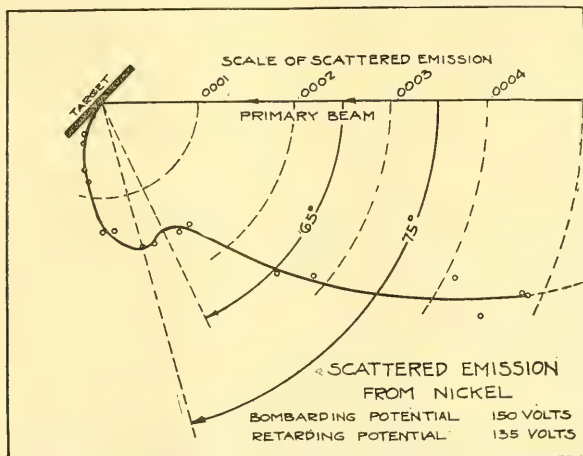 SCALE OF SCATTERED EMISSION
.0001
.0002
.0003
.0004
TARGET
PRIMARY BEAM
65°
75°
SCATTERED EMISSION
FROM NICKEL
BOMBARDING POTENTIAL 150 VOLTS
RETARDING POTENTIAL 135 VOLTS